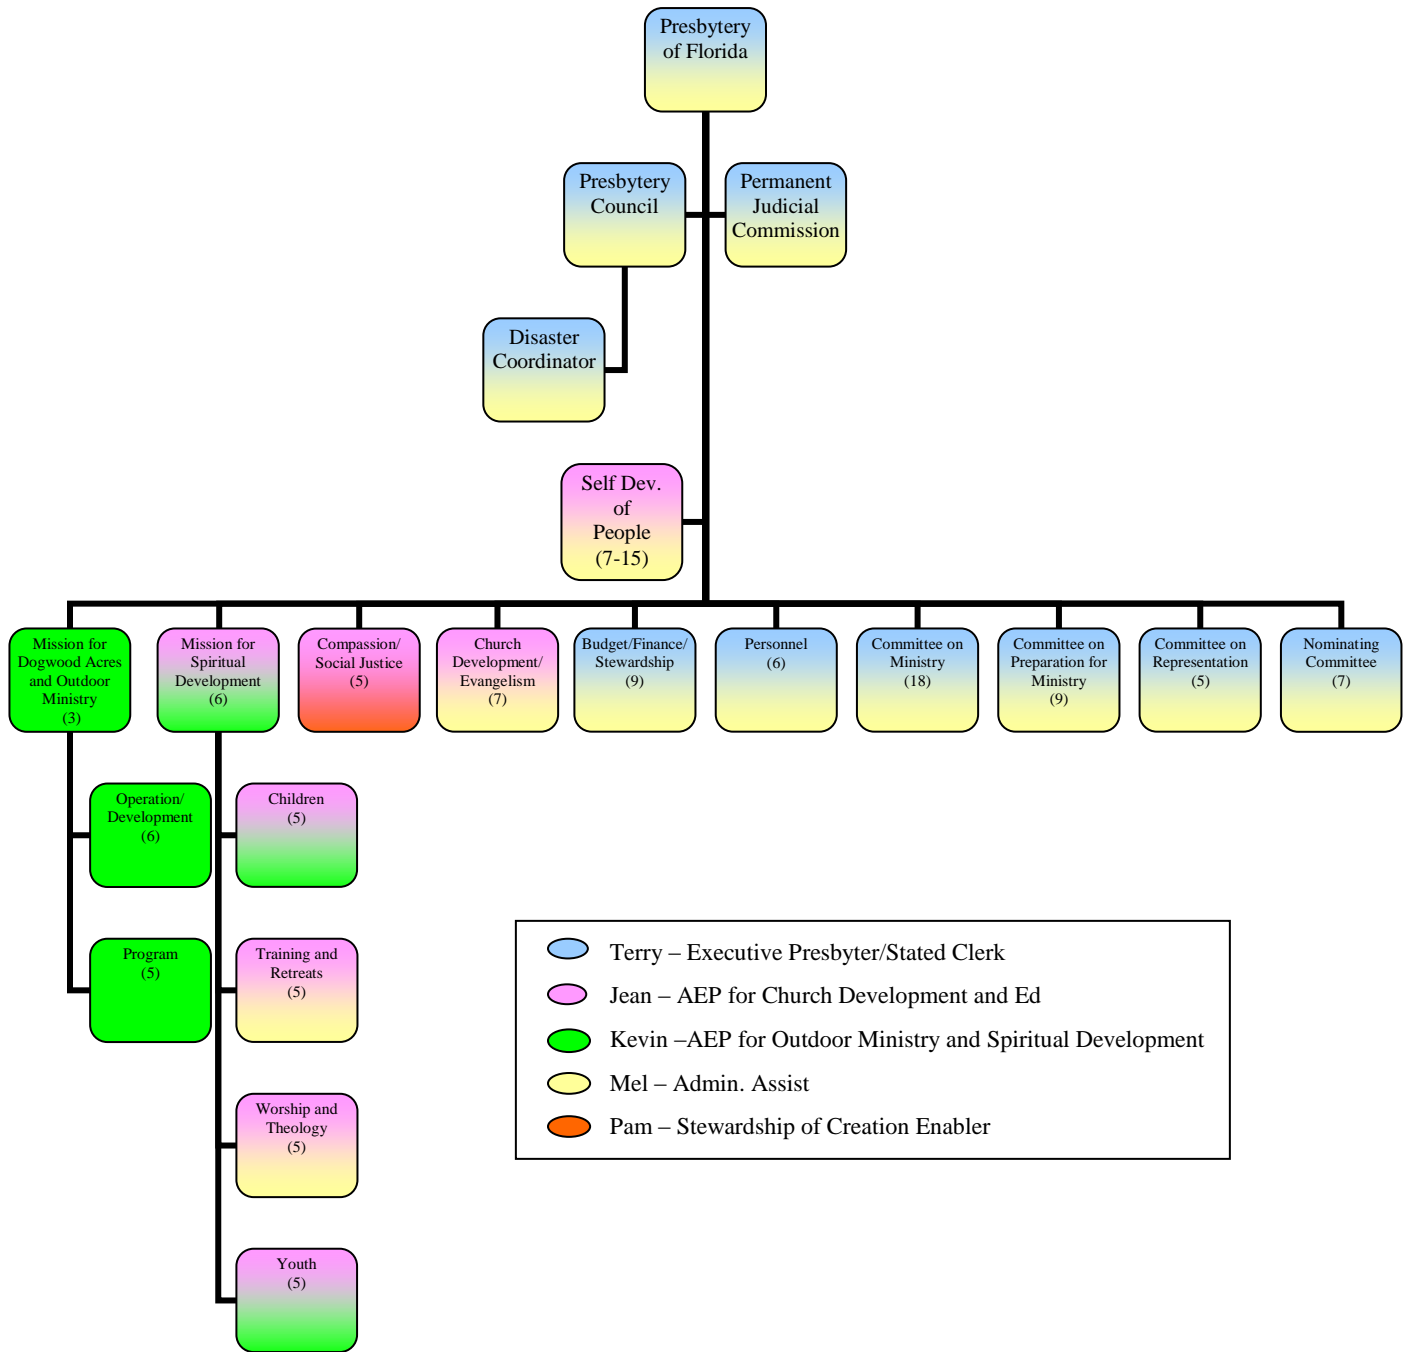 Presbytery
of Florida
Presbytery
Council
Permanent
Judicial
Commission
Disaster
Coordinator
Self Dev.
of
People
(7-15)
Mission for
Dogwood Acres
and Outdoor
Ministry
(3)
Mission for
Spiritual
Development
(6)
Compassion/
Social Justice
(5)
Church
Development/
Evangelism
(7)
Budget/Finance/
Stewardship
(9)
Personnel
(6)
Committee on
Ministry
(18)
Committee on
Preparation for
Ministry
(9)
Committee on
Representation
(5)
Nominating
Committee
(7)
Operation/
Development
(6)
Children
(5)
Program
(5)
Training and
Retreats
(5)
Worship and
Theology
(5)
Youth
(5)
Terry – Executive Presbyter/Stated Clerk
Jean – AEP for Church Development and Ed
Kevin –AEP for Outdoor Ministry and Spiritual Development
Mel – Admin. Assist
Pam – Stewardship of Creation Enabler